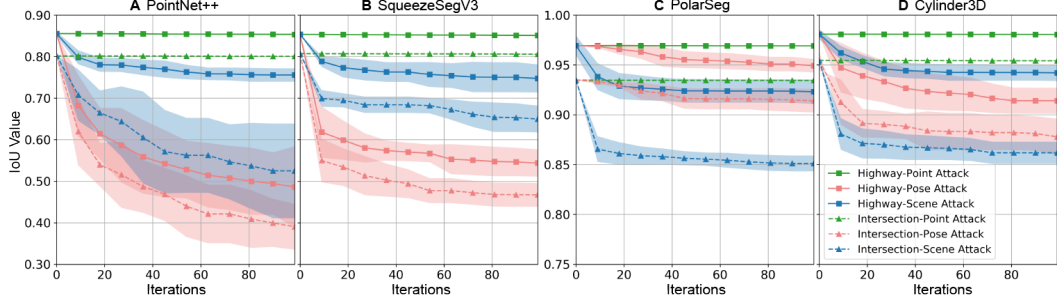 A PointNet++
B SqueezeSegV3
C PolarSeg
D Cylinder3D
IoU Value
0.90
0.80
0.70
0.60
0.50
0.40
0.30
1.00
0.95
0.90
0.85
0.80
0.75
Highway-Point Attack
Highway-Pose Attack
Highway-Scene Attack
Intersection-Point Attack
Intersection-Pose Attack
Intersection-Scene Attack
0 20 40 60 80 0 20 40 60 80 0 20 40 60 80 0 20 40 60 80
Iterations Iterations Iterations Iterations